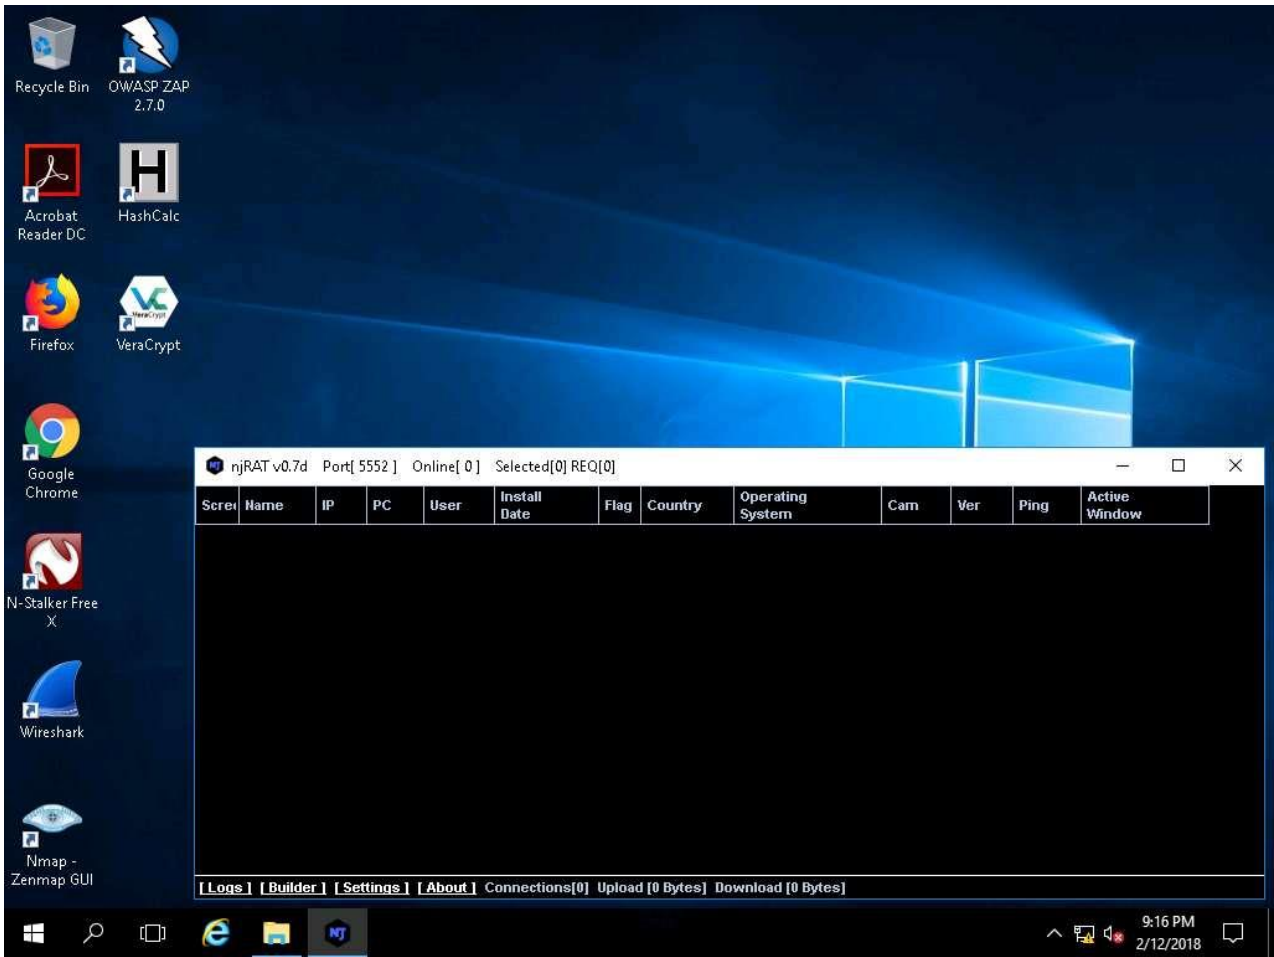 Recycle Bin
OWASP ZAP
2.7.0
Acrobat
Reader DC
HashCalc
Firefox
VeraCrypt
VeraCrypt
Google
Chrome
N-Stalker Free
X
Wireshark
Nmap -
Zenmap GUI
njRAT v0.7d Port[ 5552 ] Online[ 0 ] Selected[0] REQ[0]
Scree Name IP PC User Install Date Flag Country Operating System Cam Ver Ping Active Window
[ Logs ] [ Builder ] [ Settings ] [ About ] Connections[0] Upload [0 Bytes] Download [0 Bytes]
NJ
9:16 PM
2/12/2018